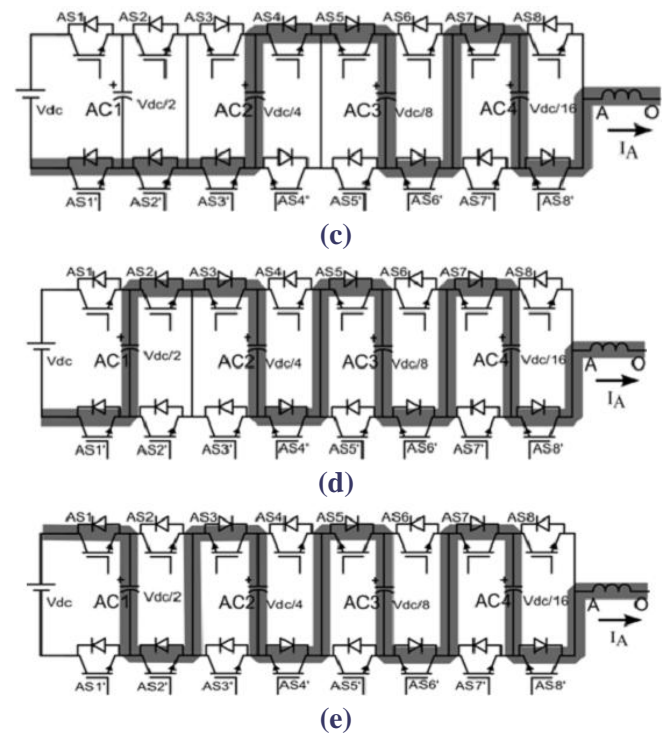 AS1 AS2 AS3 AS4 AS5 AS6 AS7 AS8
+ + + +
Vdc AC1 Vdc/2 AC2 Vdc/4 AC3 Vdc/8 AC4 Vdc/16 A O
I_A
AS1' AS2' AS3' AS4' AS5' AS6' AS7' AS8'
(c)
AS1 AS2 AS3 AS4 AS5 AS6 AS7 AS8
+ + + +
Vdc AC1 Vdc/2 AC2 Vdc/4 AC3 Vdc/8 AC4 Vdc/16 A O
I_A
AS1' AS2' AS3' AS4' AS5' AS6' AS7' AS8'
(d)
AS1 AS2 AS3 AS4 AS5 AS6 AS7 AS8
+ + + +
Vdc AC1 Vdc/2 AC2 Vdc/4 AC3 Vdc/8 AC4 Vdc/16 A O
I_A
AS1' AS2' AS3' AS4' AS5' AS6' AS7' AS8'
(e)